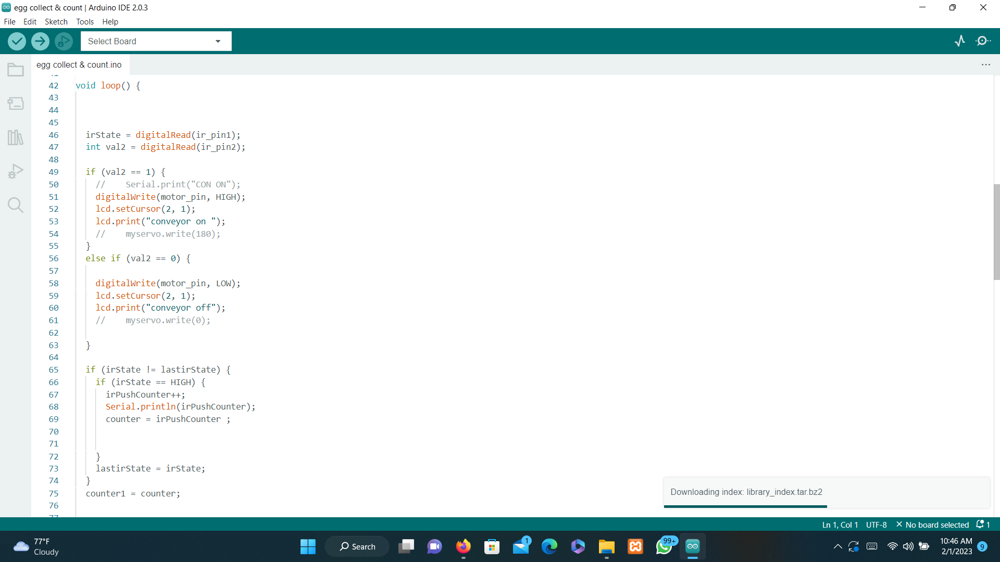 egg collect & count | Arduino IDE 2.0.3
File Edit Sketch Tools Help
Select Board
egg collect & count.ino
42 void loop() {
43
44
45
46 irState = digitalRead(ir_pin1);
47 int val2 = digitalRead(ir_pin2);
48
49 if (val2 == 1) {
50 // Serial.print("CON ON");
51 digitalWrite(motor_pin, HIGH);
52 lcd.setCursor(2, 1);
53 lcd.print("conveyor on ");
54 // myservo.write(180);
55 }
56 else if (val2 == 0) {
57
58 digitalWrite(motor_pin, LOW);
59 lcd.setCursor(2, 1);
60 lcd.print("conveyor off");
61 // myservo.write(0);
62
63 }
64
65 if (irState != lastirState) {
66 if (irState == HIGH) {
67 irPushCounter++;
68 Serial.println(irPushCounter);
69 counter = irPushCounter ;
70
71
72 }
73 lastirState = irState;
74 }
75 counter1 = counter;
76
Downloading index: library_index.tar.bz2
Ln 1, Col 1 UTF-8 No board selected 1
77°F
Cloudy
Search
1
99+
10:46 AM
2/1/2023
9